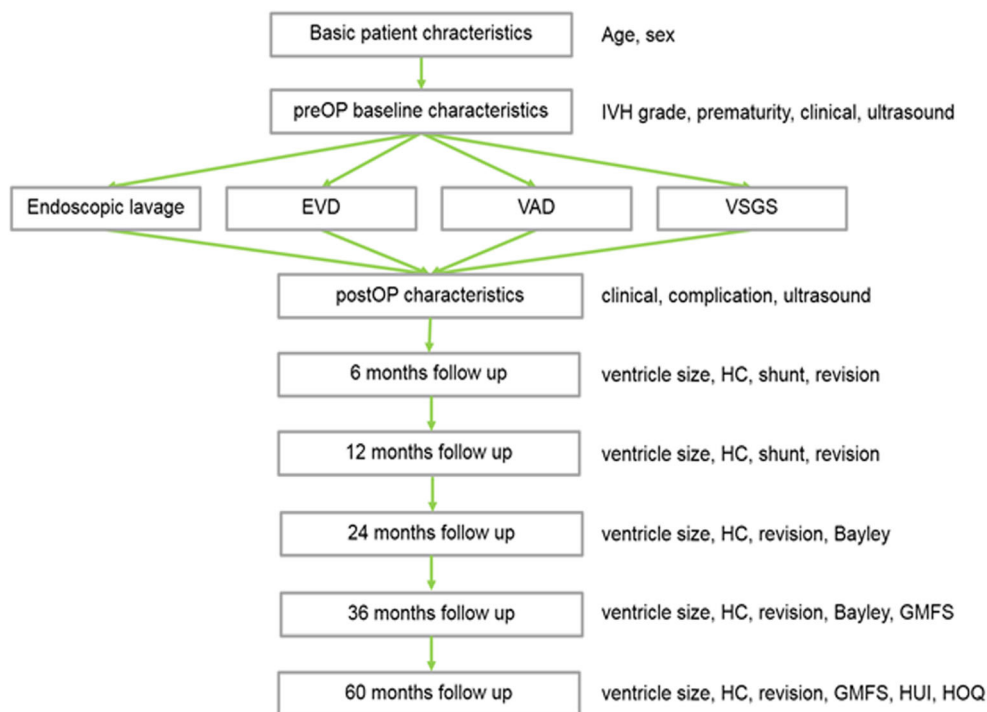 Basic patient chracteristics
Age, sex
preOP baseline characteristics
IVH grade, prematurity, clinical, ultrasound
Endoscopic lavage
EVD
VAD
VSGS
postOP characteristics
clinical, complication, ultrasound
6 months follow up
ventricle size, HC, shunt, revision
12 months follow up
ventricle size, HC, shunt, revision
24 months follow up
ventricle size, HC, revision, Bayley
36 months follow up
ventricle size, HC, revision, Bayley, GMFS
60 months follow up
ventricle size, HC, revision, GMFS, HUI, HOQ